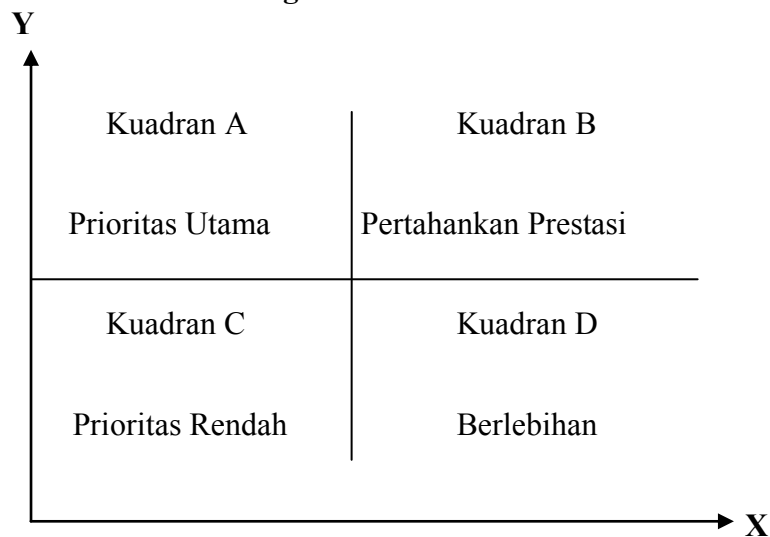 Y
Kuadran A Kuadran B
Prioritas Utama Pertahankan Prestasi
Kuadran C Kuadran D
Prioritas Rendah Berlebihan
X